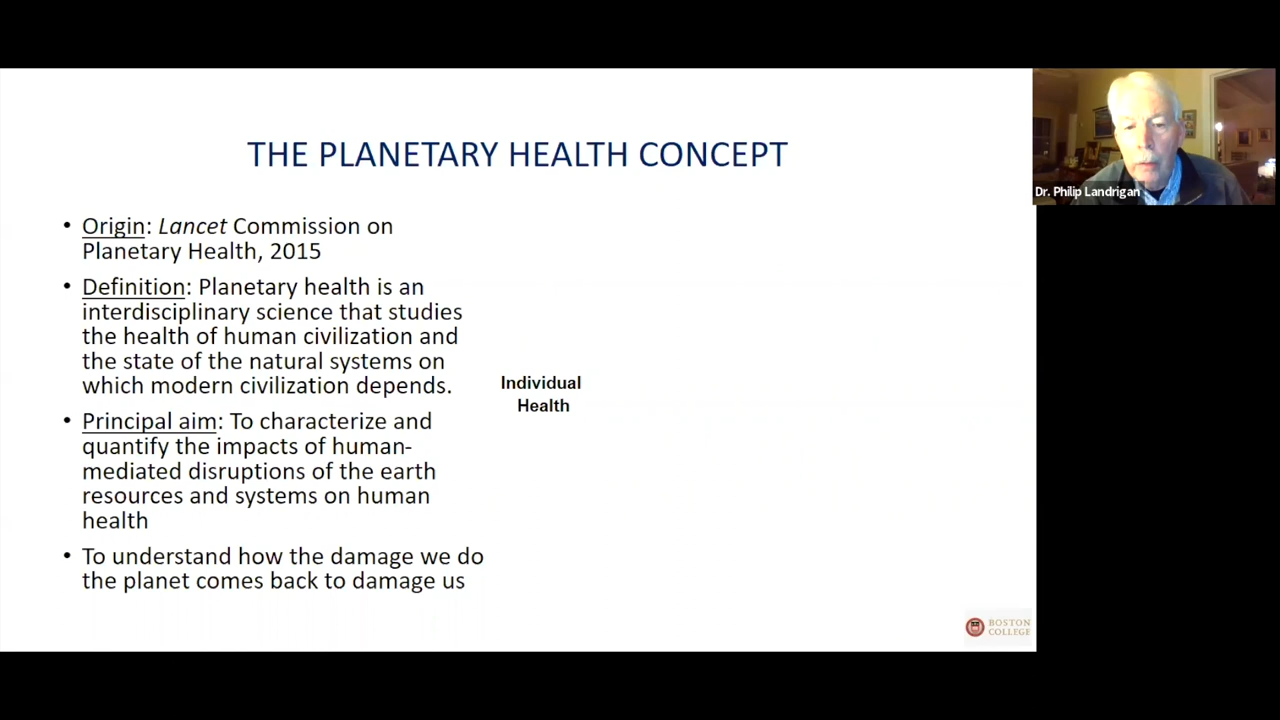 THE PLANETARY HEALTH CONCEPT
• Origin: Lancet Commission on
Planetary Health, 2015
• Definition: Planetary health is an
interdisciplinary science that studies
the health of human civilization and
the state of the natural systems on
which modern civilization depends.
• Principal aim: To characterize and
quantify the impacts of human-
mediated disruptions of the earth
resources and systems on human
health
• To understand how the damage we do
the planet comes back to damage us
Individual
Health
BOSTON
COLLEGE
Dr. Philip Landrigan